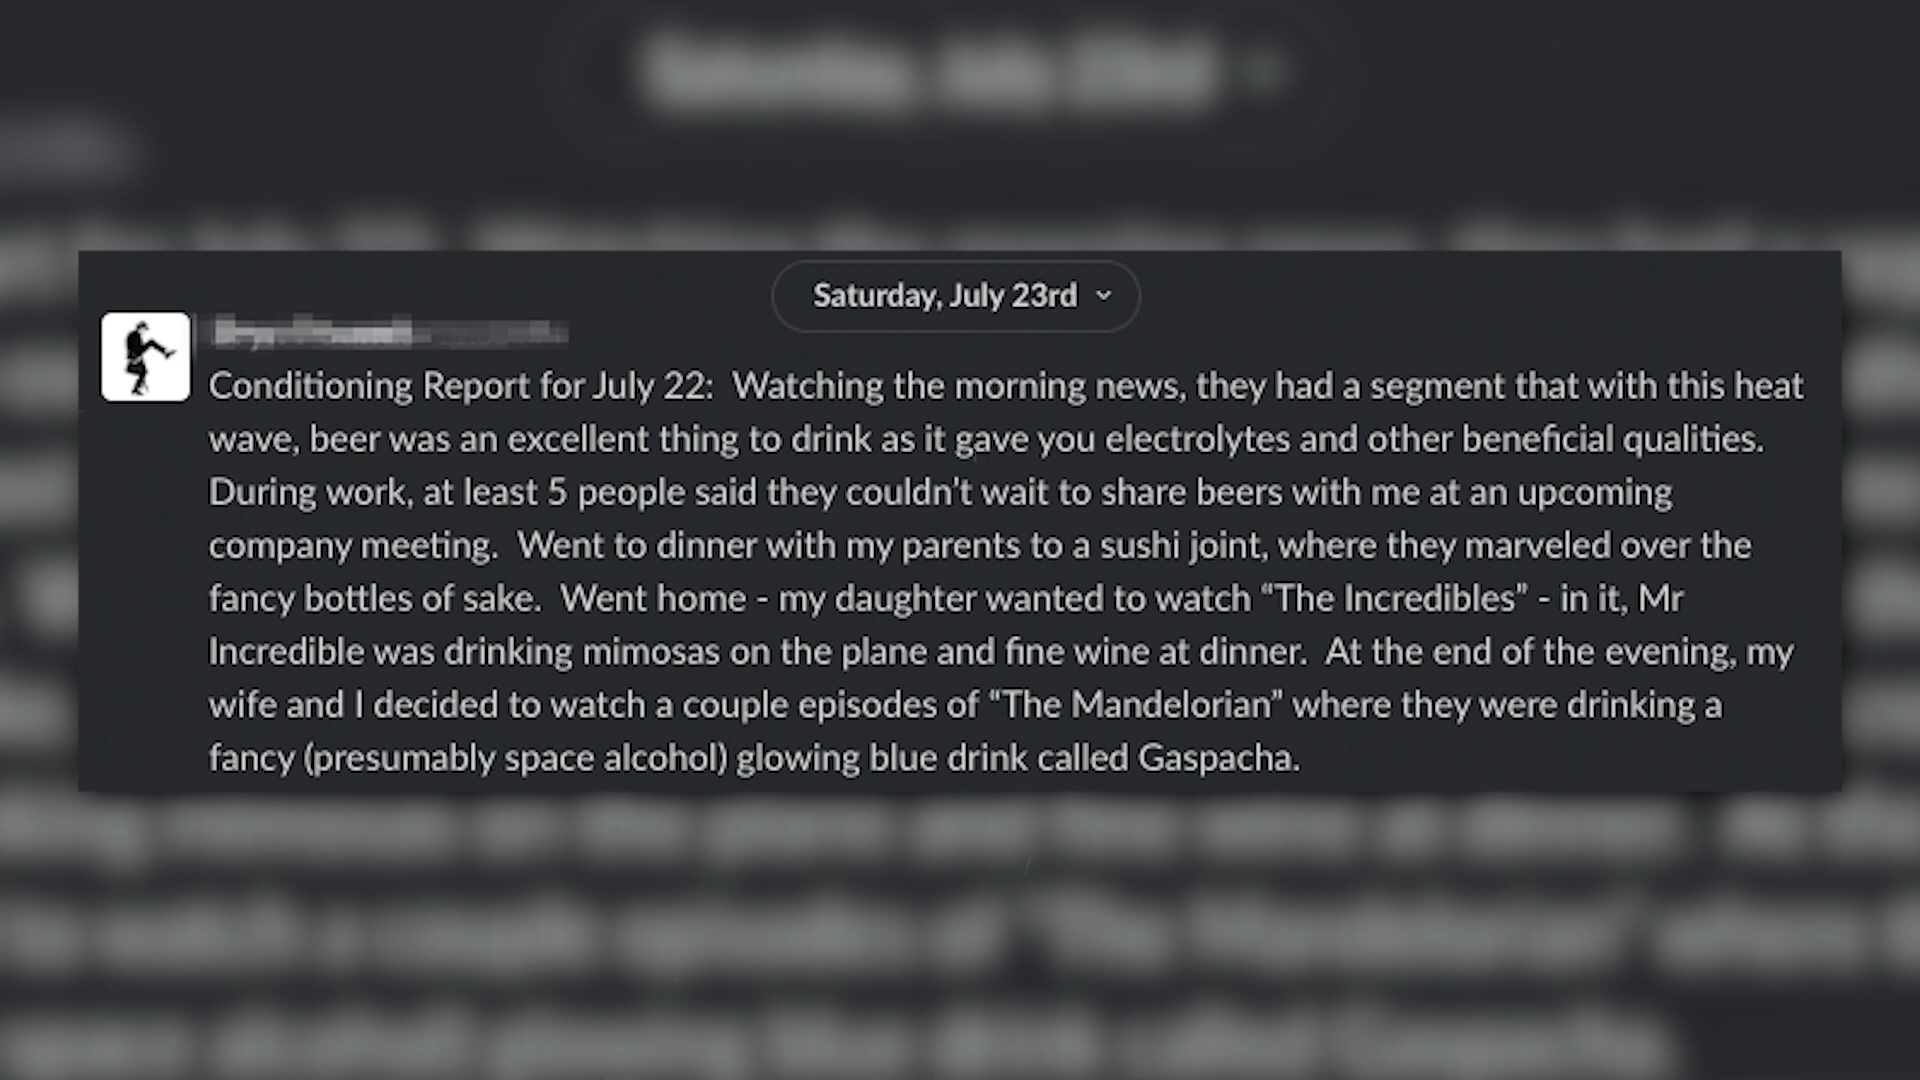 Saturday, July 23rd
Saturday, July 23rd
Conditioning Report for July 22:  Watching the morning news, they had a segment that with this heat
wave, beer was an excellent thing to drink as it gave you electrolytes and other beneficial qualities.
During work, at least 5 people said they couldn't wait to share beers with me at an upcoming
company meeting.  Went to dinner with my parents to a sushi joint, where they marveled over the
fancy bottles of sake.  Went home - my daughter wanted to watch “The Incredibles” - in it, Mr
Incredible was drinking mimosas on the plane and fine wine at dinner.  At the end of the evening, my
wife and I decided to watch a couple episodes of “The Mandelorian” where they were drinking a
fancy (presumably space alcohol) glowing blue drink called Gaspacha.